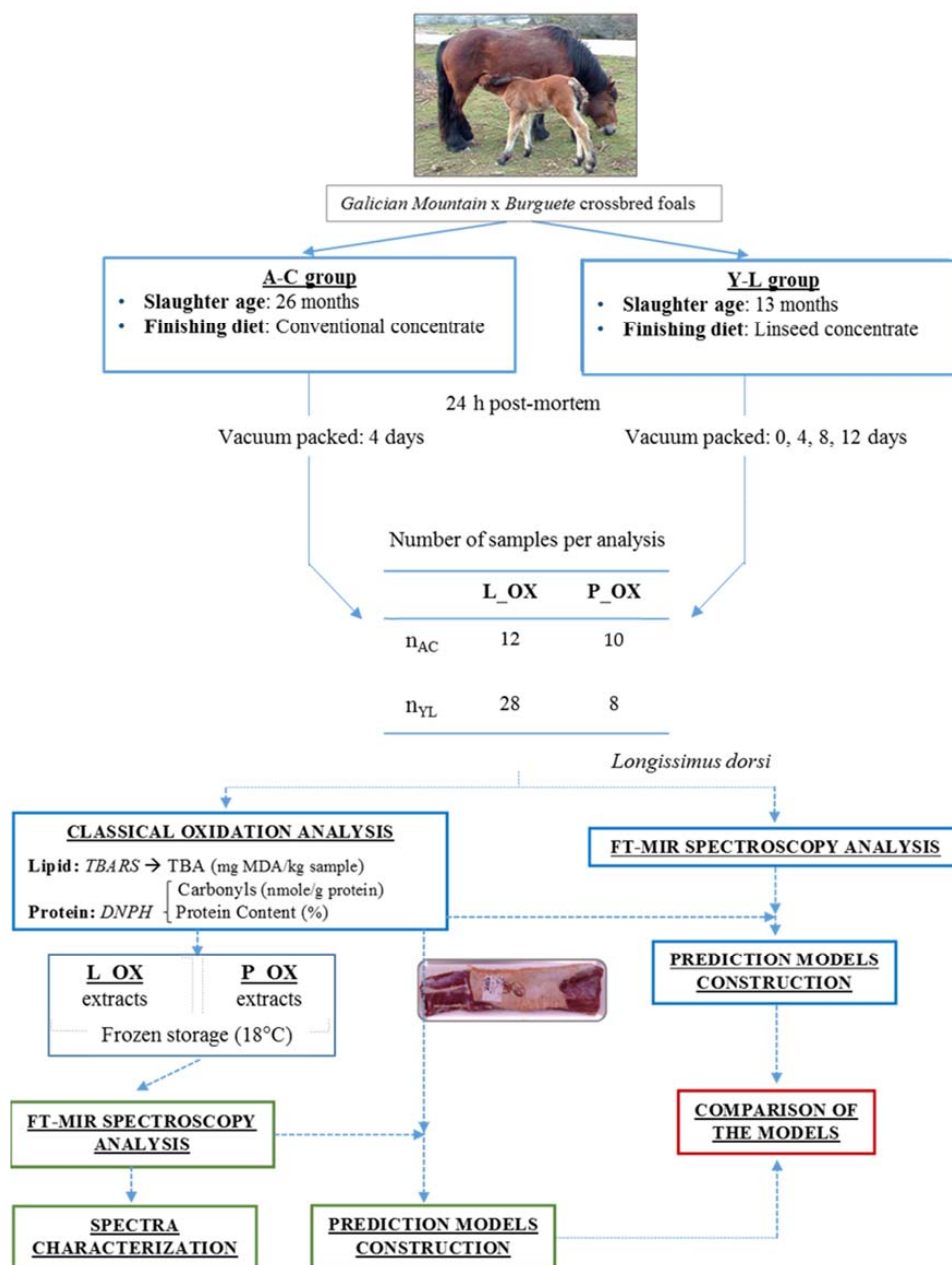 Galician Mountain x Burguete crossbred foals
A-C group
• Slaughter age: 26 months
• Finishing diet: Conventional concentrate
Y-L group
• Slaughter age: 13 months
• Finishing diet: Linseed concentrate
24 h post-mortem
Vacuum packed: 4 days
Vacuum packed: 0, 4, 8, 12 days
Number of samples per analysis
L_OX P_OX
nAC 12 10
nYL 28 8
Longissimus dorsi
CLASSICAL OXIDATION ANALYSIS
Lipid: TBARS → TBA (mg MDA/kg sample)
Carbonyls (nmole/g protein)
Protein: DNPH
Protein Content (%)
FT-MIR SPECTROSCOPY ANALYSIS
L_OX
extracts
P_OX
extracts
Frozen storage (18°C)
PREDICTION MODELS
CONSTRUCTION
FT-MIR SPECTROSCOPY
ANALYSIS
COMPARISON OF
THE MODELS
SPECTRA
CHARACTERIZATION
PREDICTION MODELS
CONSTRUCTION